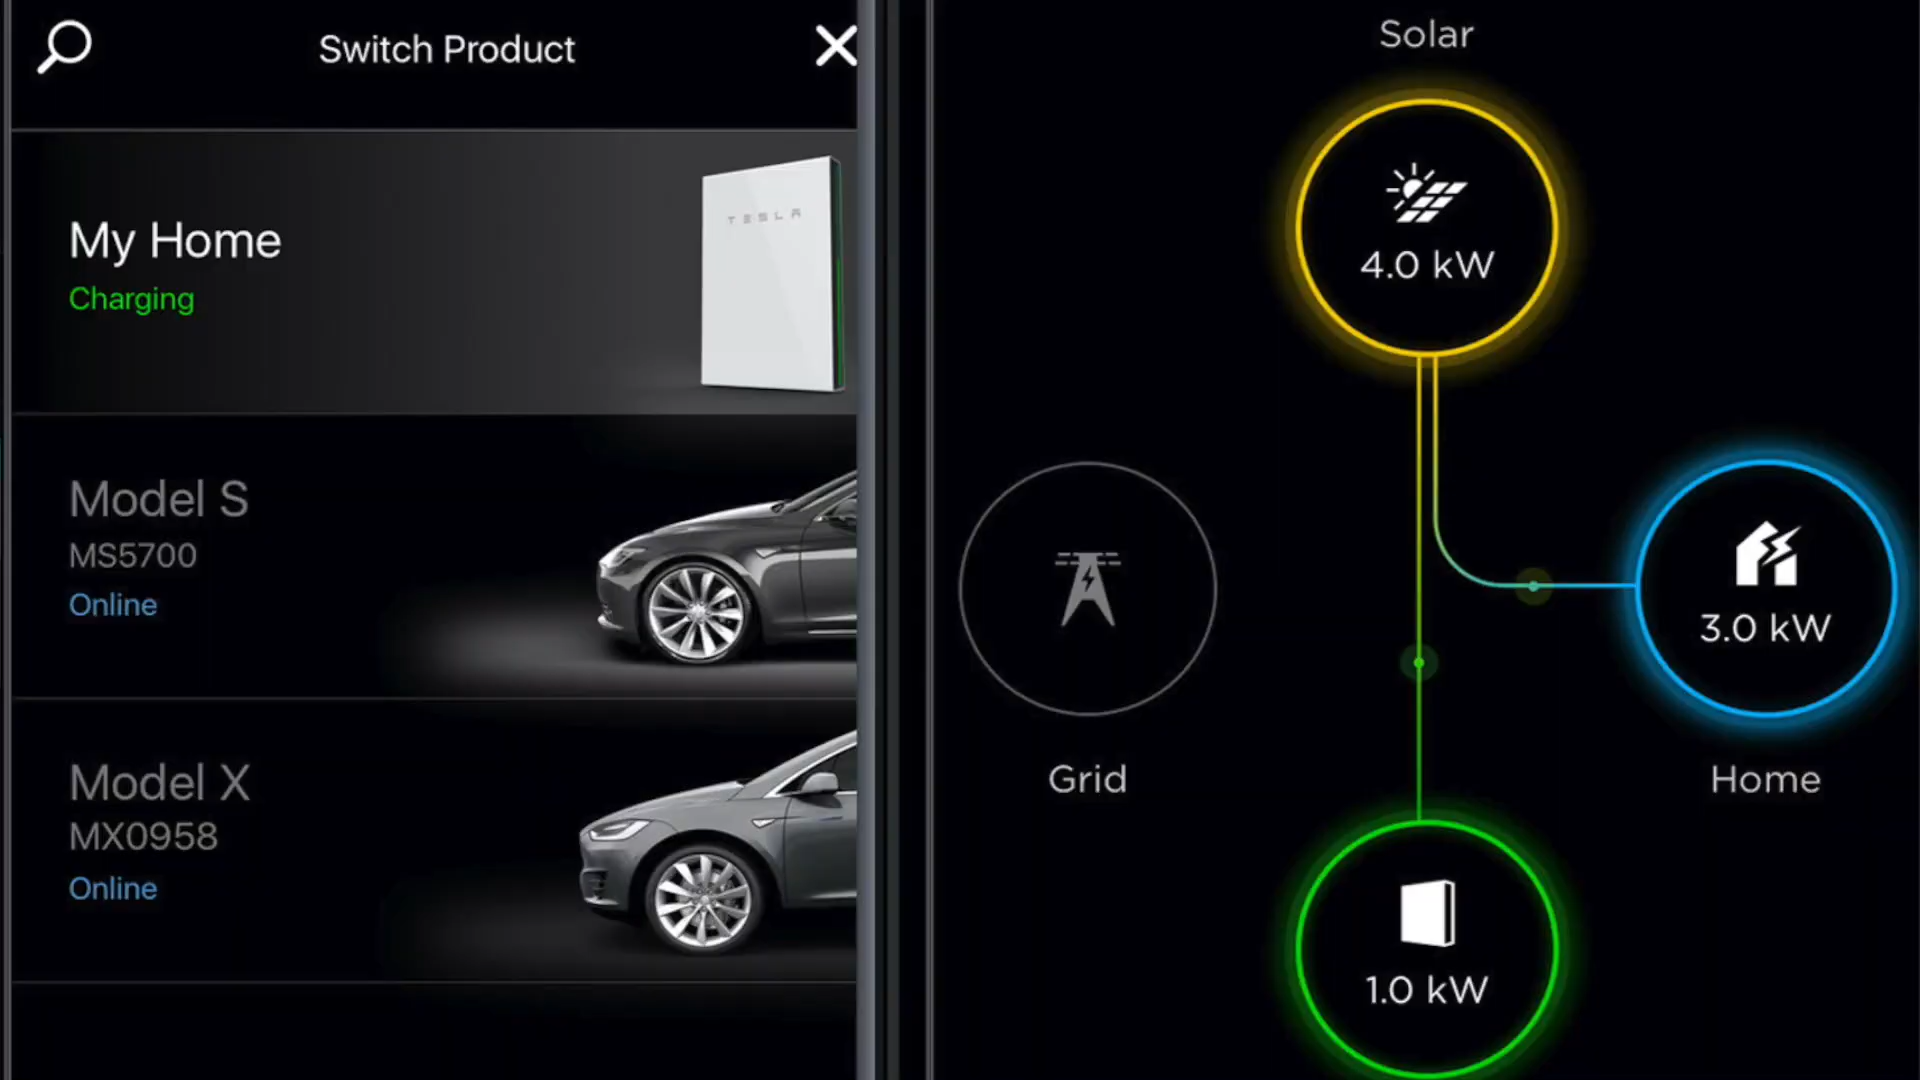 Switch Product
My Home
Charging
TESLA
Model S
MS5700
Online
Model X
MX0958
Online
Solar
4.0 kW
3.0 kW
Grid
Home
1.0 kW